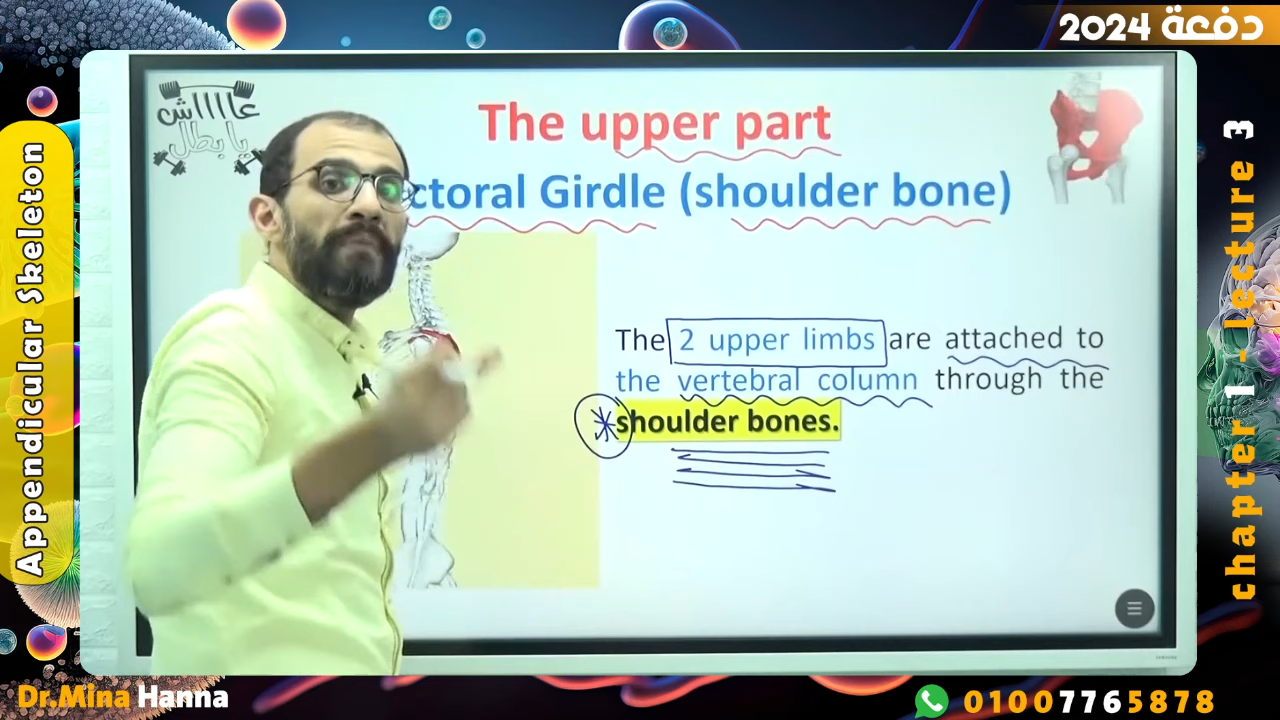 دفعة 2024
عاااااش
يا بطل
The upper part
ctoral Girdle (shoulder bone)
The 2 upper limbs are attached to
the vertebral column through the
*shoulder bones.
Appendicular Skeleton
chapter 1 - lecture 3
Dr.Mina Hanna
01007765878